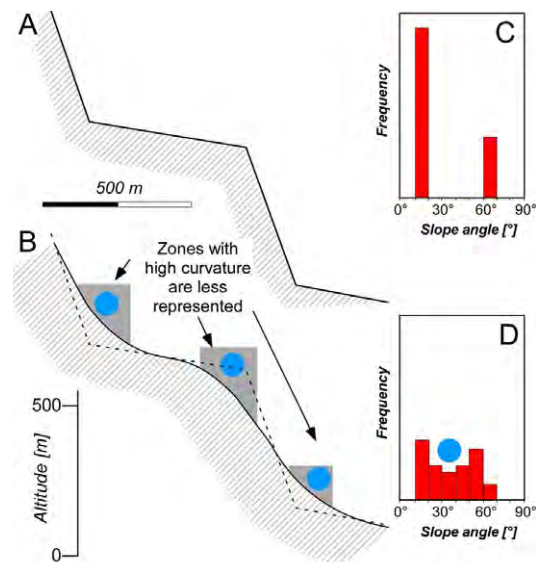 A
500 m
B
Zones with
high curvature
are less
represented
500
Altitude [m]
0
C
Frequency
0° 30° 60° 90°
Slope angle [°]
D
Frequency
0° 30° 60° 90°
Slope angle [°]